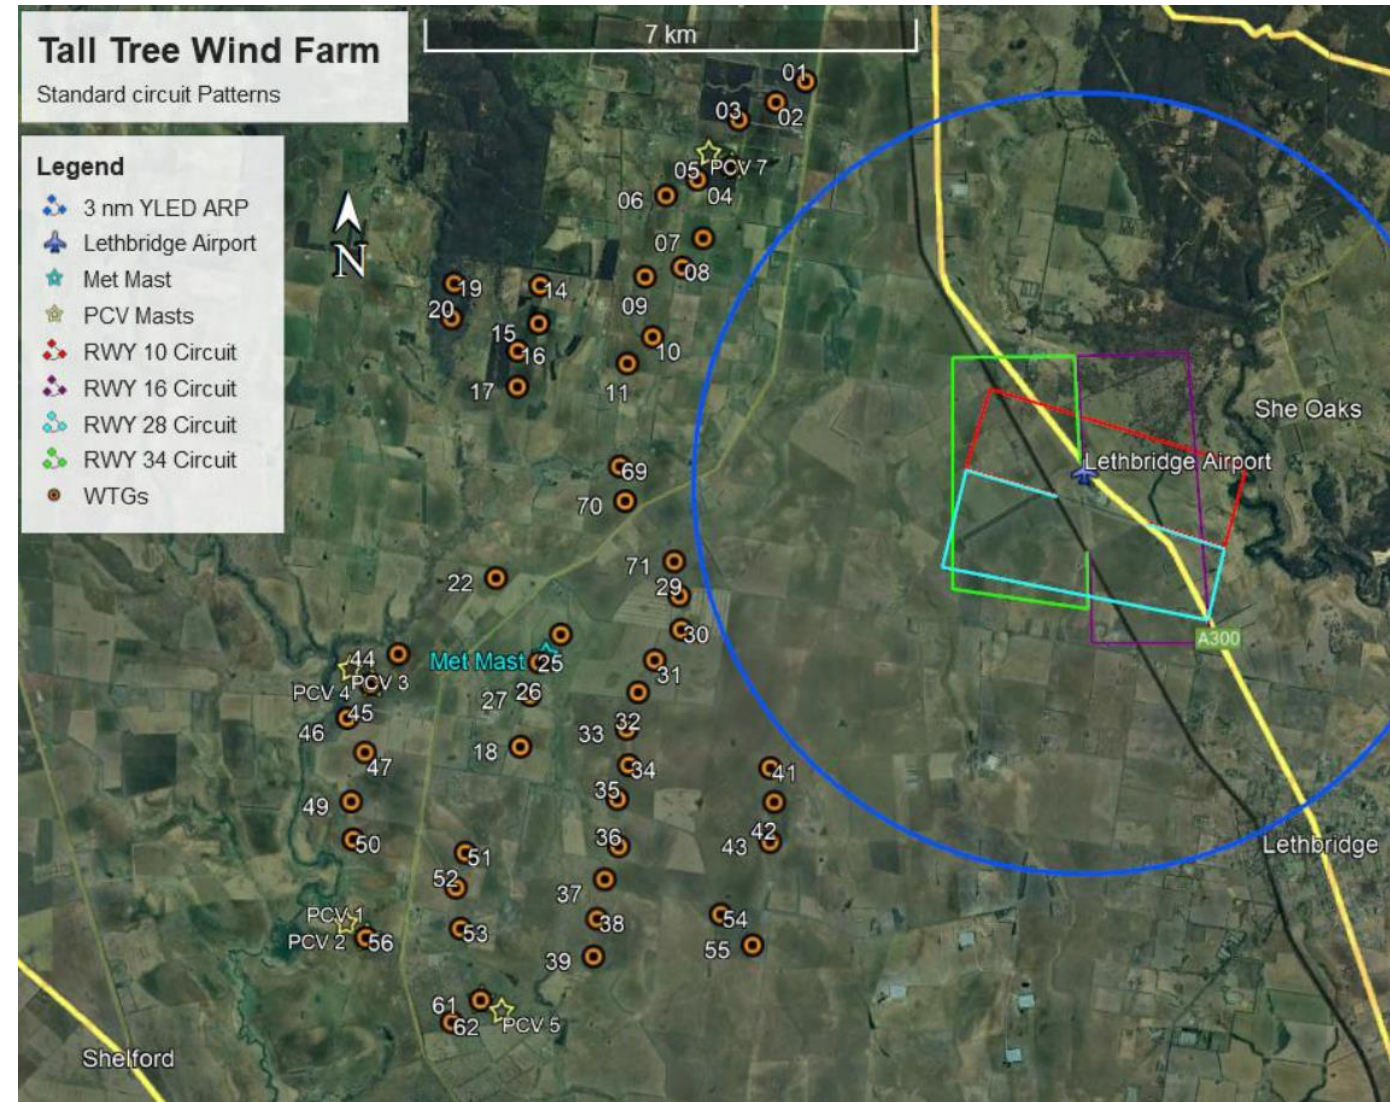 Tall Tree Wind Farm
Standard circuit Patterns
7 km
Legend
3 nm YLED ARP
Lethbridge Airport
Met Mast
PCV Masts
RWY 10 Circuit
RWY 16 Circuit
RWY 28 Circuit
RWY 34 Circuit
WTGs
N
01
02
03
05
PCV 7
04
06
07
08
09
19
14
20
15
16
10
11
17
She Oaks
Lethbridge Airport
69
70
71
22
29
30
A300
44
Met Mast
25
31
PCV 4
PCV 3
27
26
45
46
33
32
18
47
34
41
35
49
42
50
36
43
Lethbridge
51
52
37
PCV 1
54
38
53
PCV 2
56
55
39
61
62
PCV 5
Shelford